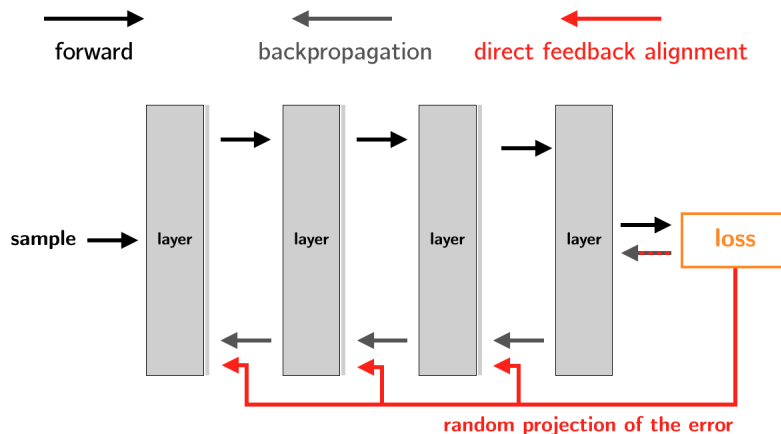 forward
backpropagation
direct feedback alignment
sample
layer
layer
layer
layer
loss
random projection of the error